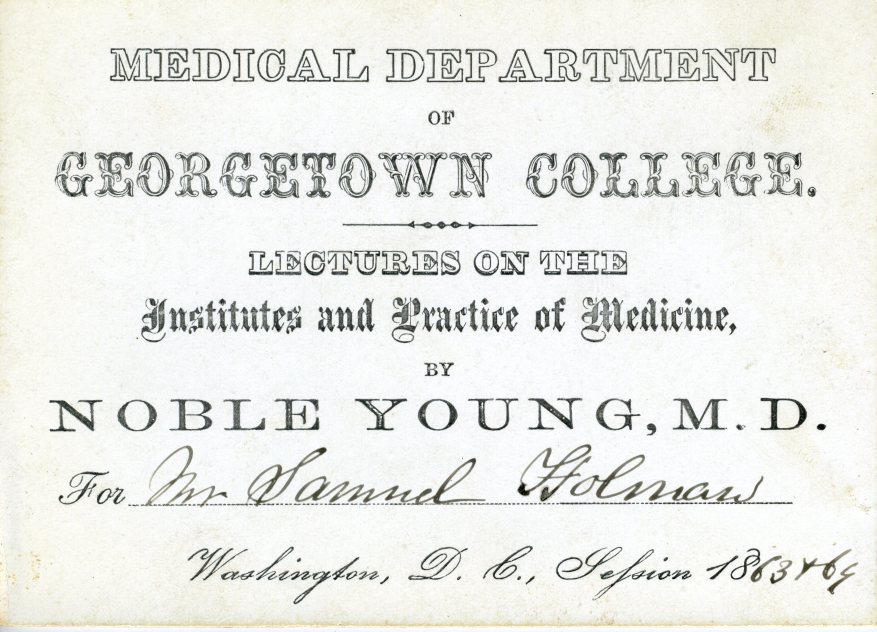 MEDICAL DEPARTMENT
OF
GEORGETOWN COLLEGE.
LECTURES ON THE
Institutes and Practice of Medicine,
BY
NOBLE YOUNG, M. D.
For Mr Samuel Holman
Washington, D. C., Seſsion 1863 & 64